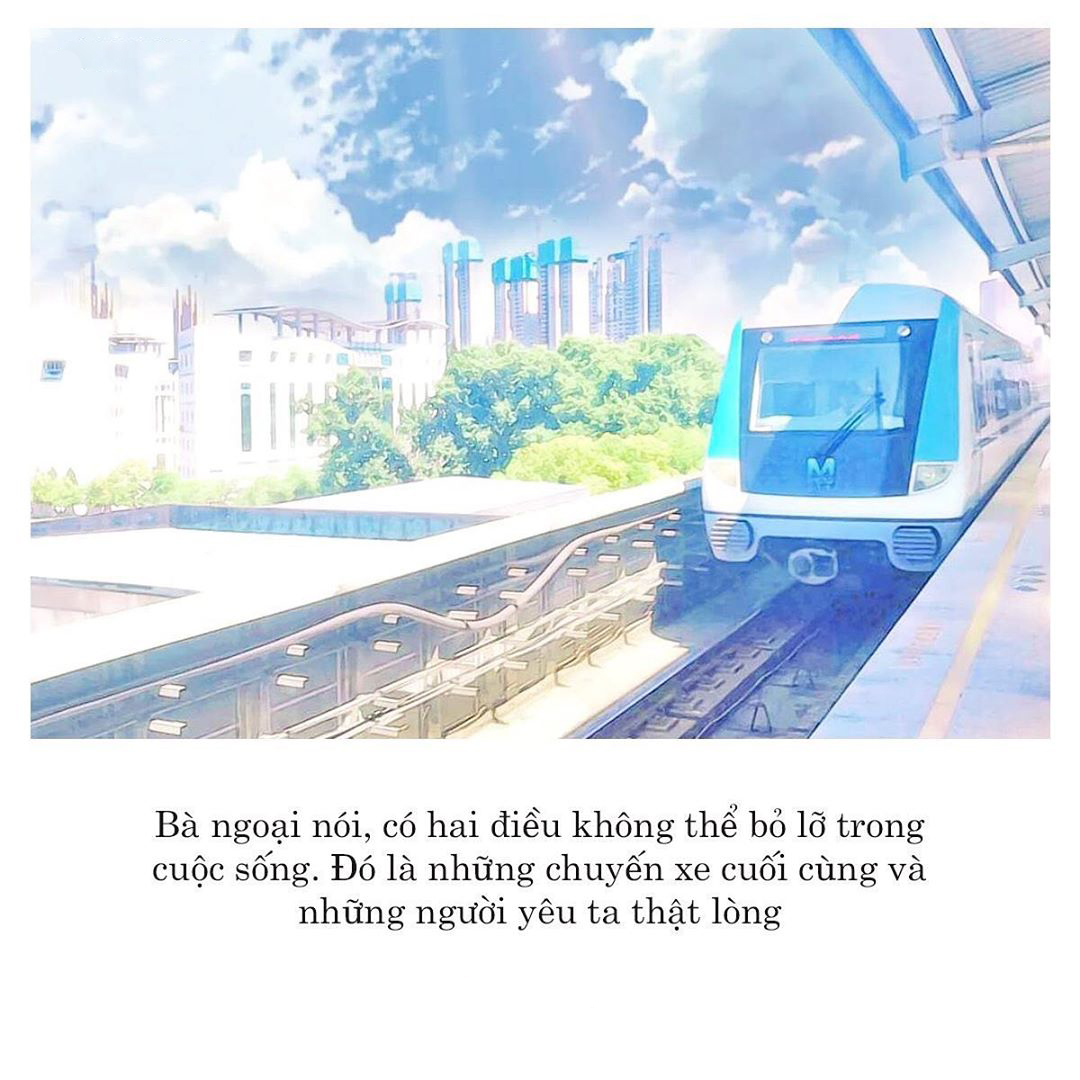 M
Bà ngoại nói, có hai điều không thể bỏ lỡ trong
cuộc sống. Đó là những chuyến xe cuối cùng và
những người yêu ta thật lòng